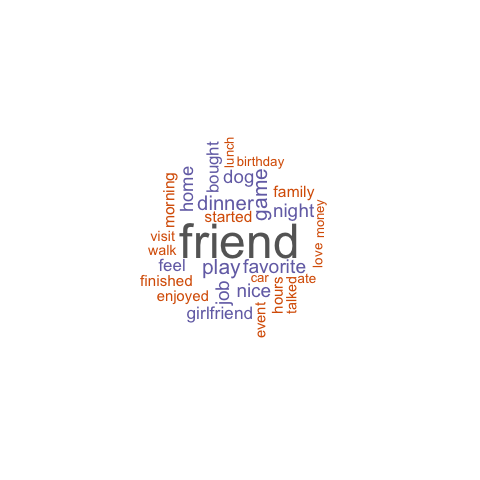 lunch
birthday
bought
dog
game
morning
home
family
dinner
night
money
started
visit
friend
walk
love
feel
play
favorite
finished
car
hours
talked
ate
enjoyed
job
nice
girlfriend
event